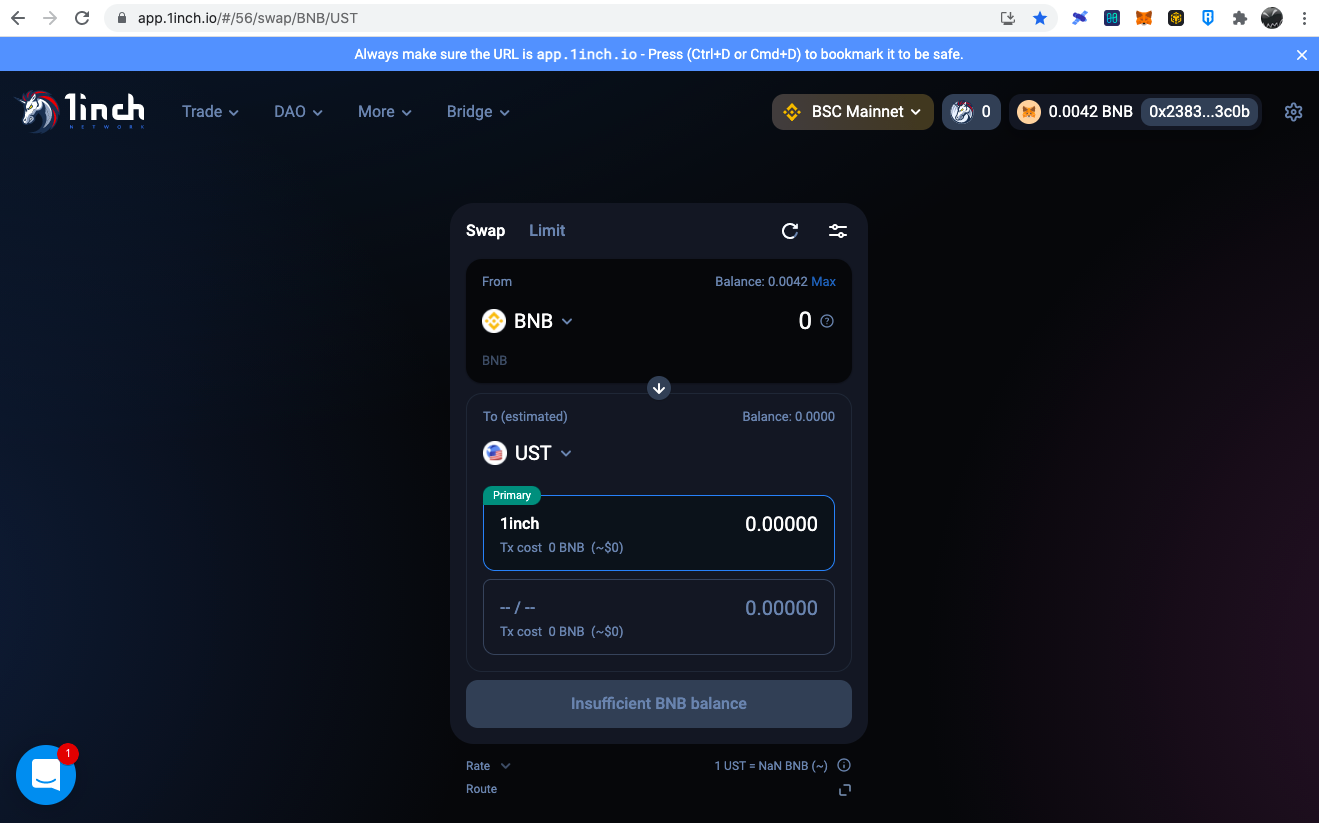 app.1inch.io/#/56/swap/BNB/UST
Always make sure the URL is app.1inch.io - Press (Ctrl+D or Cmd+D) to bookmark it to be safe.
1inch
NETWORK
Trade
DAO
More
Bridge
BSC Mainnet
0
0.0042 BNB
0x2383...3c0b
Swap
Limit
From
Balance: 0.0042 Max
BNB
0
?
BNB
To (estimated)
Balance: 0.0000
UST
Primary
1inch
0.00000
Tx cost 0 BNB (~$0)
-- / --
0.00000
Tx cost 0 BNB (~$0)
Insufficient BNB balance
1
Rate
1 UST = NaN BNB (~)
Route